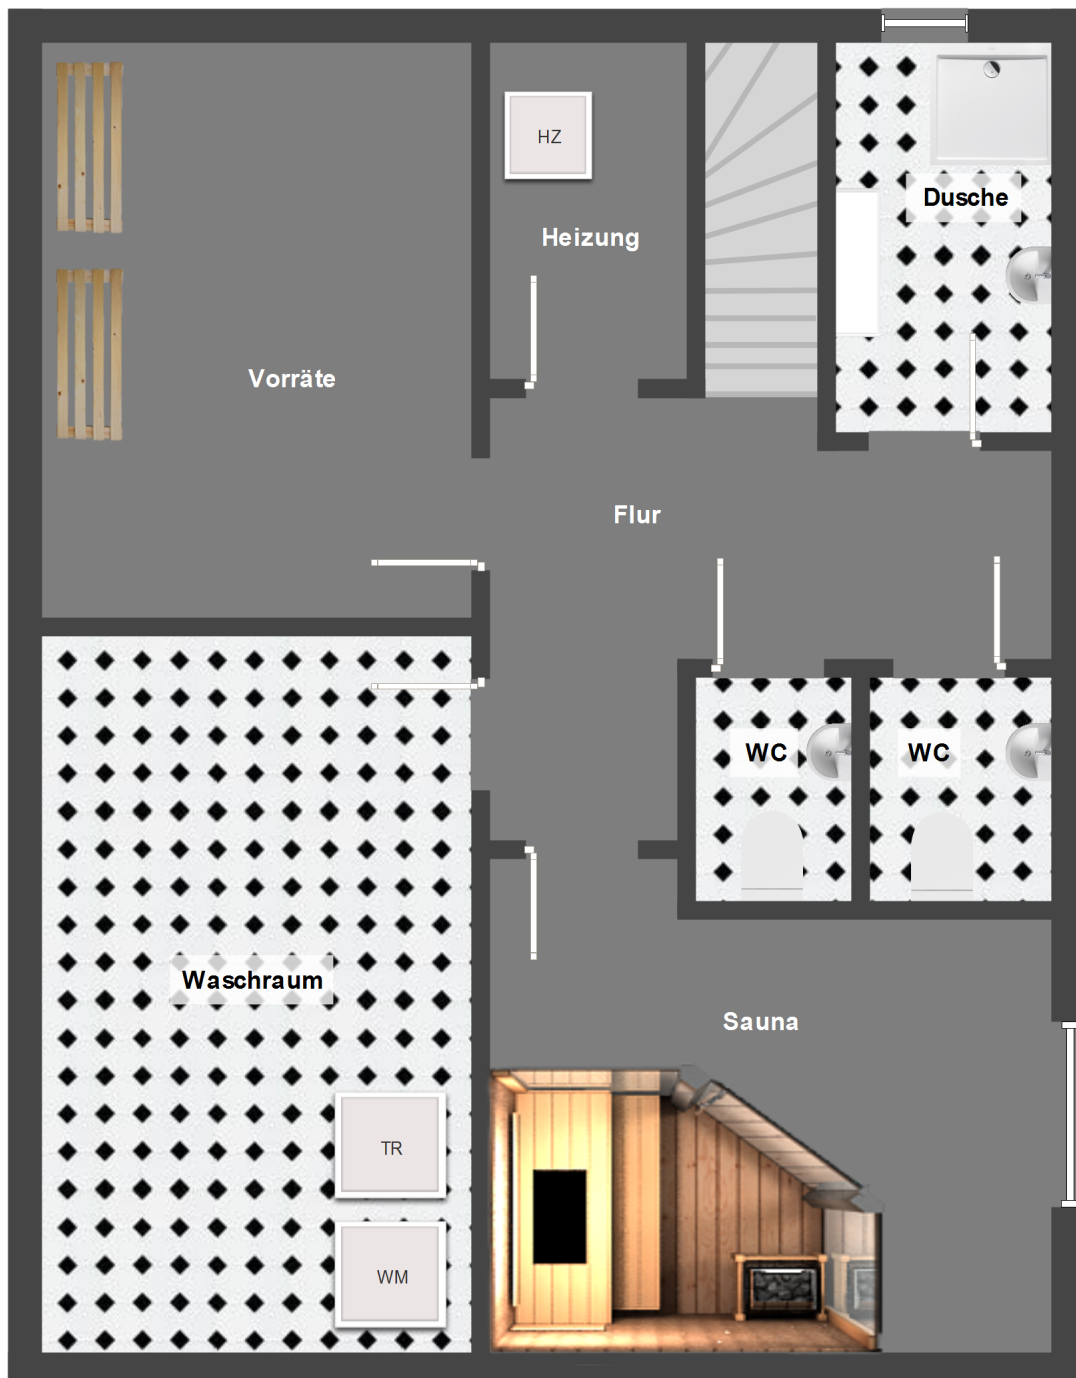 HZ
Dusche
Heizung
Vorräte
Flur
WC
WC
Waschraum
Sauna
TR
WM